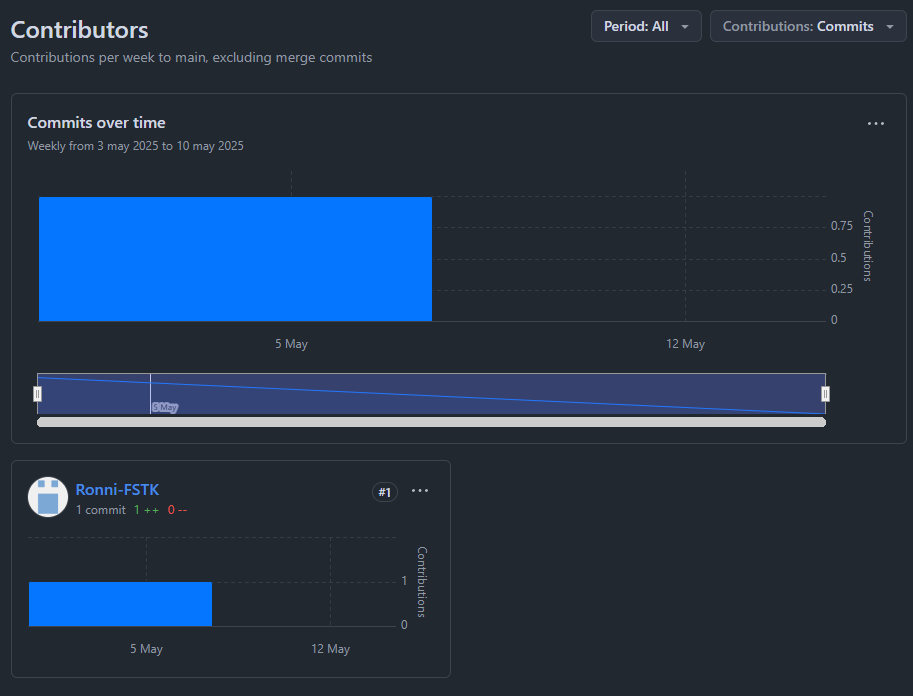 Contributors
Period: All
Contributions: Commits
Contributions per week to main, excluding merge commits
Commits over time
Weekly from 3 may 2025 to 10 may 2025
0.75
0.5
0.25
0
Contributions
5 May
12 May
5 May
Ronni-FSTK
#1
1 commit 1 ++ 0 --
1
0
Contributions
5 May
12 May